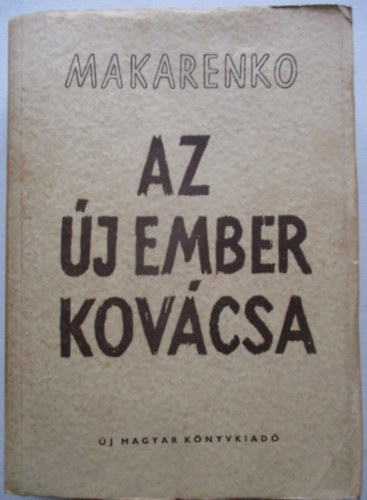 MAKARENKO
AZ
ÚJ EMBER
KOVÁCSA
ÚJ MAGYAR KÖNYVKIADÓ